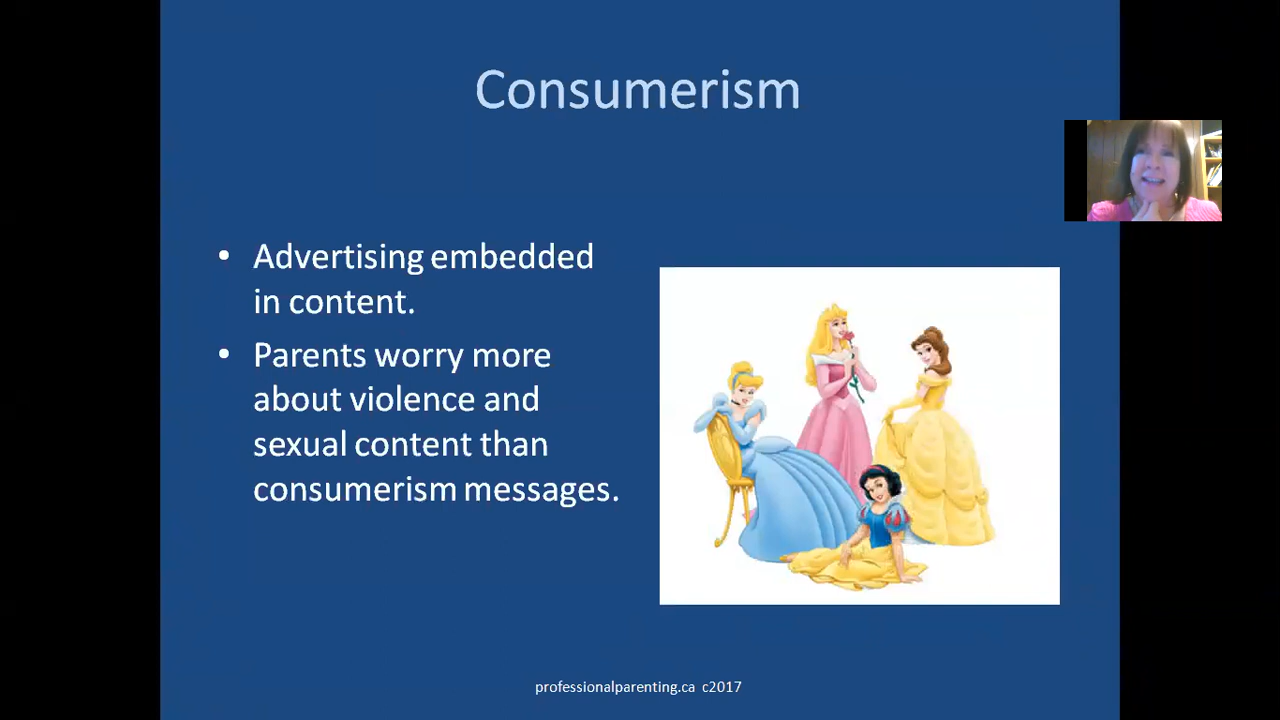 Consumerism
• Advertising embedded
in content.
• Parents worry more
about violence and
sexual content than
consumerism messages.
professionalparenting.ca c2017